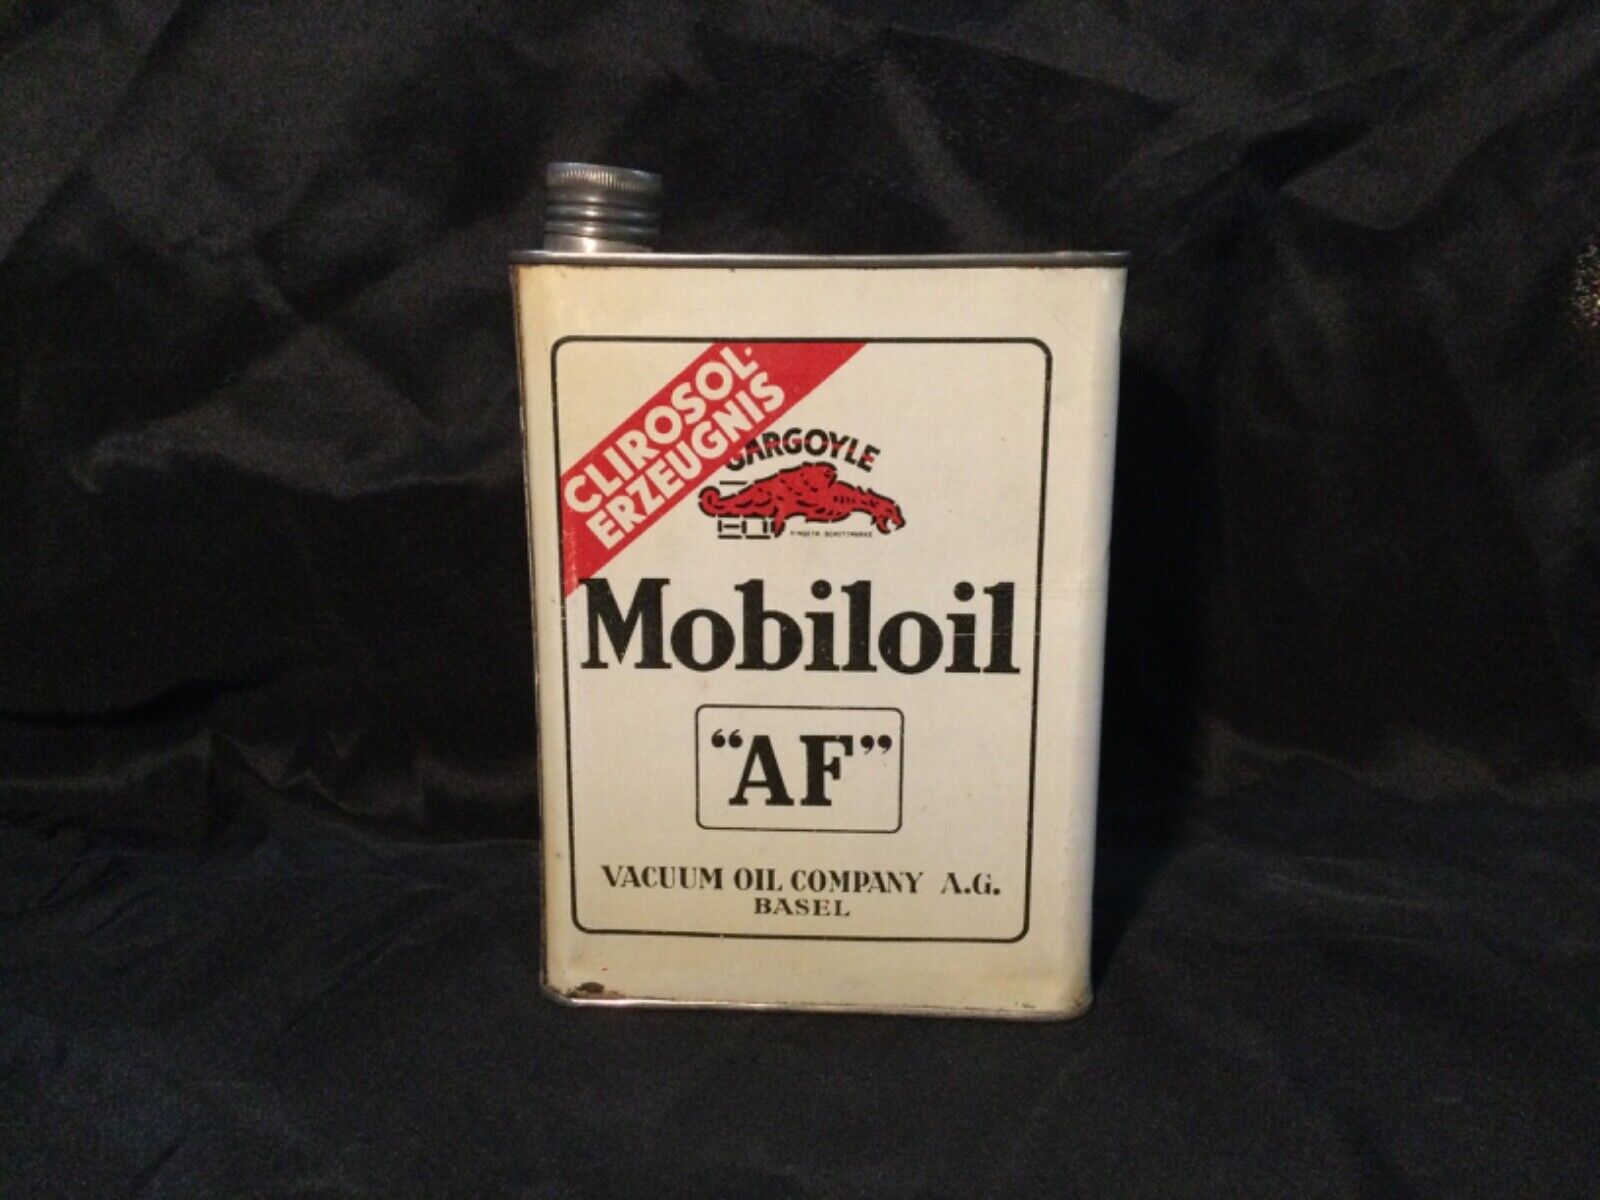 CLIROSOL-
ERZEUGNIS
GARGOYLE
Mobiloil
“AF”
VACUUM OIL COMPANY A.G.
BASEL